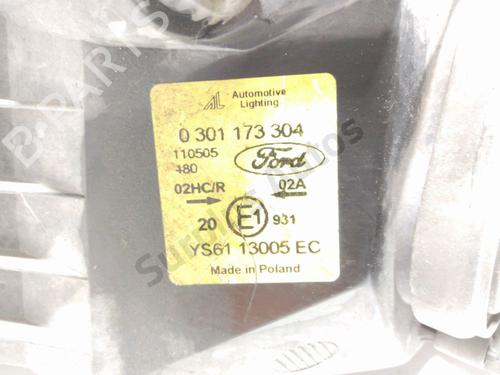 Automotive
Lighting
0 301 173 304
110505
480
Ford
02HC/R
02A
20
E1
931
YS61 13005 EC
Made in Poland
B-PARTS